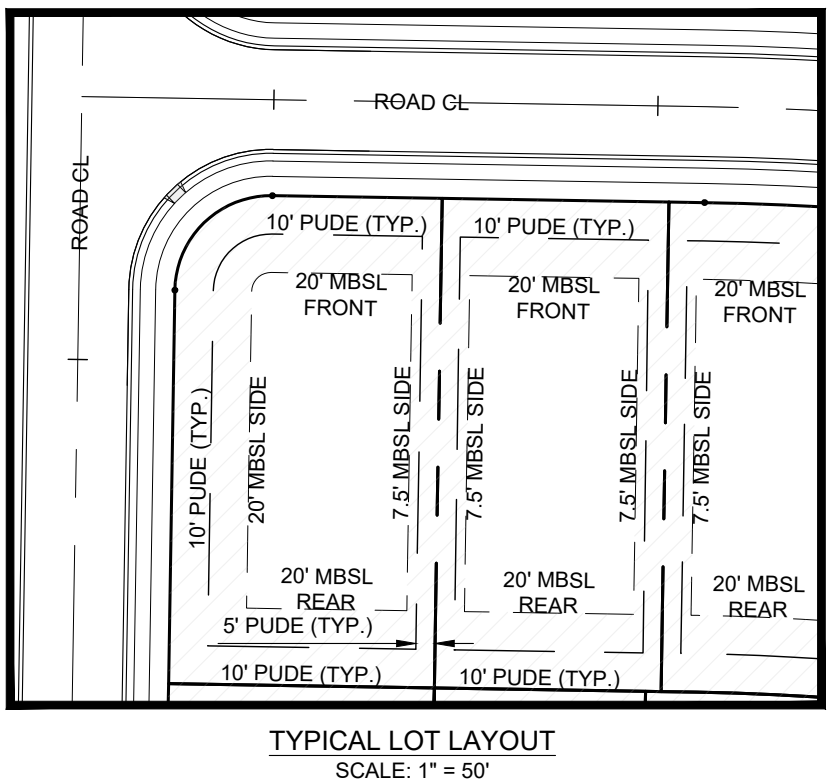 ROAD CL
ROAD CL
10' PUDE (TYP.)
10' PUDE (TYP.)
20' MBSL
FRONT
20' MBSL
FRONT
20' MBSL
FRONT
10' PUDE (TYP.)
20' MBSL SIDE
7.5' MBSL SIDE
7.5' MBSL SIDE
7.5' MBSL SIDE
7.5' MBSL SIDE
20' MBSL
REAR
20' MBSL
REAR
20' MBSL
REAR
5' PUDE (TYP.)
10' PUDE (TYP.)
10' PUDE (TYP.)
TYPICAL LOT LAYOUT
SCALE: 1" = 50'